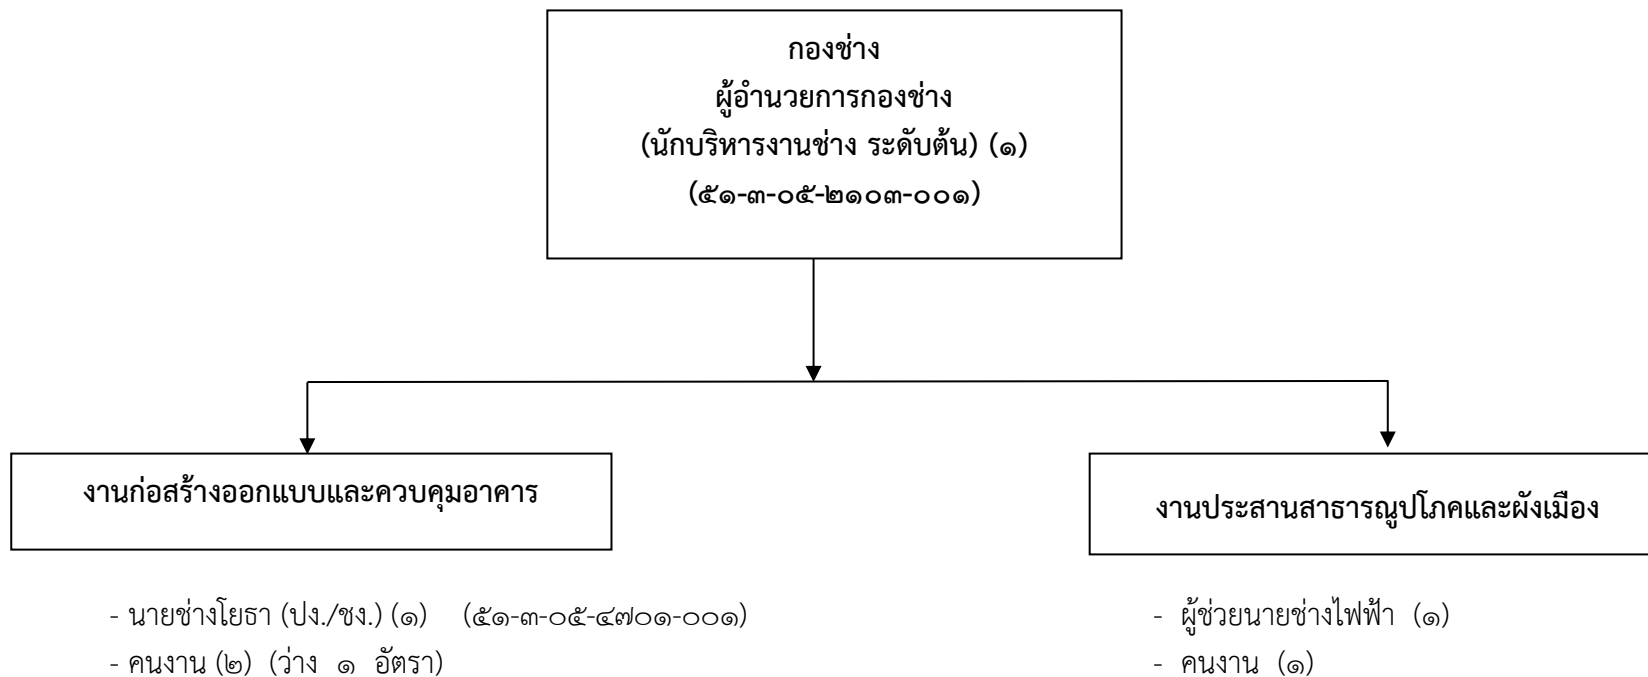 กองช่าง
ผู้อำนวยการกองช่าง
(นักบริหารงานช่าง ระดับต้น) (๑)
(๕๑-๓-๐๕-๒๑๐๓-๐๐๑)
งานก่อสร้างออกแบบและควบคุมอาคาร
- นายช่างโยธา (ปง./ชง.) (๑) (๕๑-๓-๐๕-๔๗๐๑-๐๐๑)
- คนงาน (๒) (ว่าง ๑ อัตรา)
งานประสานสาธารณูปโภคและผังเมือง
- ผู้ช่วยนายช่างไฟฟ้า (๑)
- คนงาน (๑)